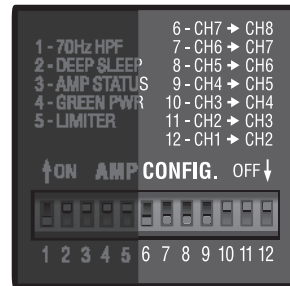 1 - 70Hz HPF
2 - DEEP SLEEP
3 - AMP STATUS
4 - GREEN PWR
5 - LIMITER
6 - CH7 → CH8
7 - CH6 → CH7
8 - CH5 → CH6
9 - CH4 → CH5
10 - CH3 → CH4
11 - CH2 → CH3
12 - CH1 → CH2
↑ON AMP CONFIG. OFF↓
1 2 3 4 5 6 7 8 9 10 11 12